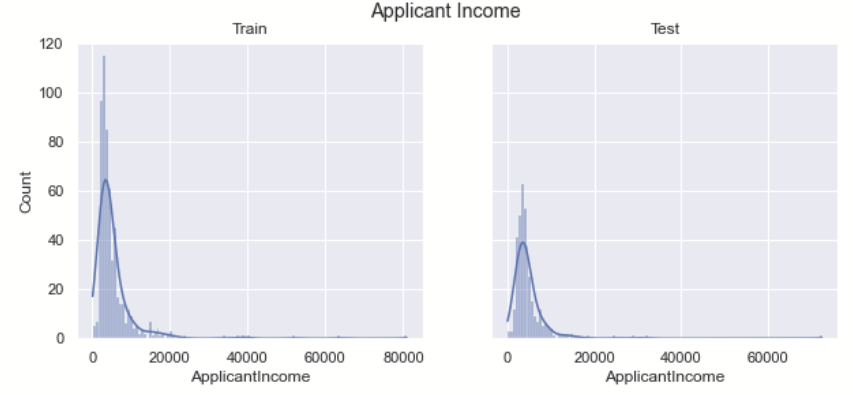 Applicant Income
Train
Test
120
100
80
60
40
20
0
Count
0 20000 40000 60000 80000
0 20000 40000 60000
ApplicantIncome
ApplicantIncome